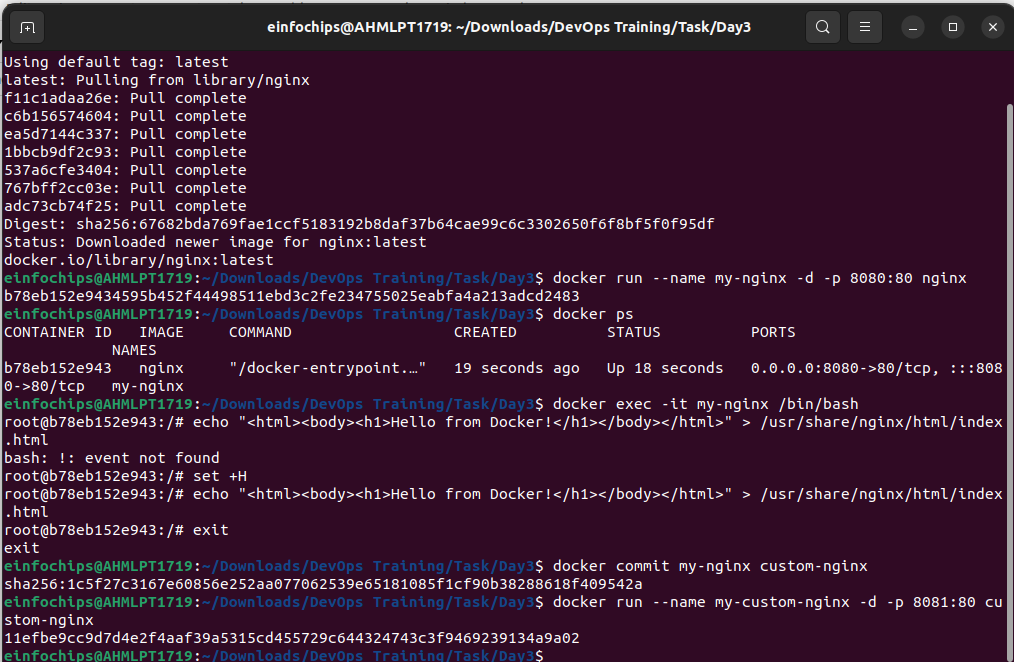 einfochips@AHMLPT1719: ~/Downloads/DevOps Training/Task/Day3
Using default tag: latest
latest: Pulling from library/nginx
f11c1adaa26e: Pull complete
c6b156574604: Pull complete
ea5d7144c337: Pull complete
1bbcb9df2c93: Pull complete
537a6cfe3404: Pull complete
767bff2cc03e: Pull complete
adc73cb74f25: Pull complete
Digest: sha256:67682bda769fae1ccf5183192b8daf37b64cae99c6c3302650f6f8bf5f0f95df
Status: Downloaded newer image for nginx:latest
docker.io/library/nginx:latest
einfochips@AHMLPT1719:~/Downloads/DevOps Training/Task/Day3$ docker run --name my-nginx -d -p 8080:80 nginx
b78eb152e9434595b452f44498511ebd3c2fe234755025eabfa4a213adcd2483
einfochips@AHMLPT1719:~/Downloads/DevOps Training/Task/Day3$ docker ps
CONTAINER ID   IMAGE     COMMAND                  CREATED          STATUS          PORTS
            NAMES
b78eb152e943   nginx     "/docker-entrypoint.…"   19 seconds ago   Up 18 seconds   0.0.0.0:8080->80/tcp, :::808
0->80/tcp   my-nginx
einfochips@AHMLPT1719:~/Downloads/DevOps Training/Task/Day3$ docker exec -it my-nginx /bin/bash
root@b78eb152e943:/# echo "<html><body><h1>Hello from Docker!</h1></body></html>" > /usr/share/nginx/html/index
.html
bash: !: event not found
root@b78eb152e943:/# set +H
root@b78eb152e943:/# echo "<html><body><h1>Hello from Docker!</h1></body></html>" > /usr/share/nginx/html/index
.html
root@b78eb152e943:/# exit
exit
einfochips@AHMLPT1719:~/Downloads/DevOps Training/Task/Day3$ docker commit my-nginx custom-nginx
sha256:1c5f27c3167e60856e252aa077062539e65181085f1cf90b38288618f409542a
einfochips@AHMLPT1719:~/Downloads/DevOps Training/Task/Day3$ docker run --name my-custom-nginx -d -p 8081:80 cu
stom-nginx
11efbe9cc9d7d4e2f4aaf39a5315cd455729c644324743c3f9469239134a9a02
einfochips@AHMLPT1719:~/Downloads/DevOps Training/Task/Day3$